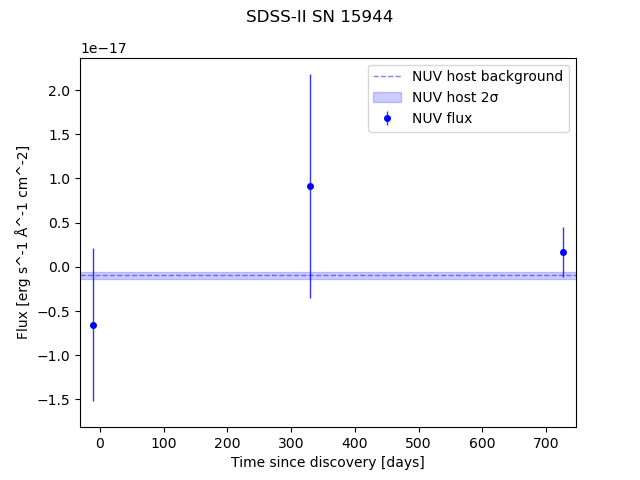 SDSS-II SN 15944
1e−17
NUV host background
NUV host 2σ
NUV flux
2.0
1.5
1.0
0.5
0.0
−0.5
−1.0
−1.5
Flux [erg s^-1 Å^-1 cm^-2]
0 100 200 300 400 500 600 700
Time since discovery [days]